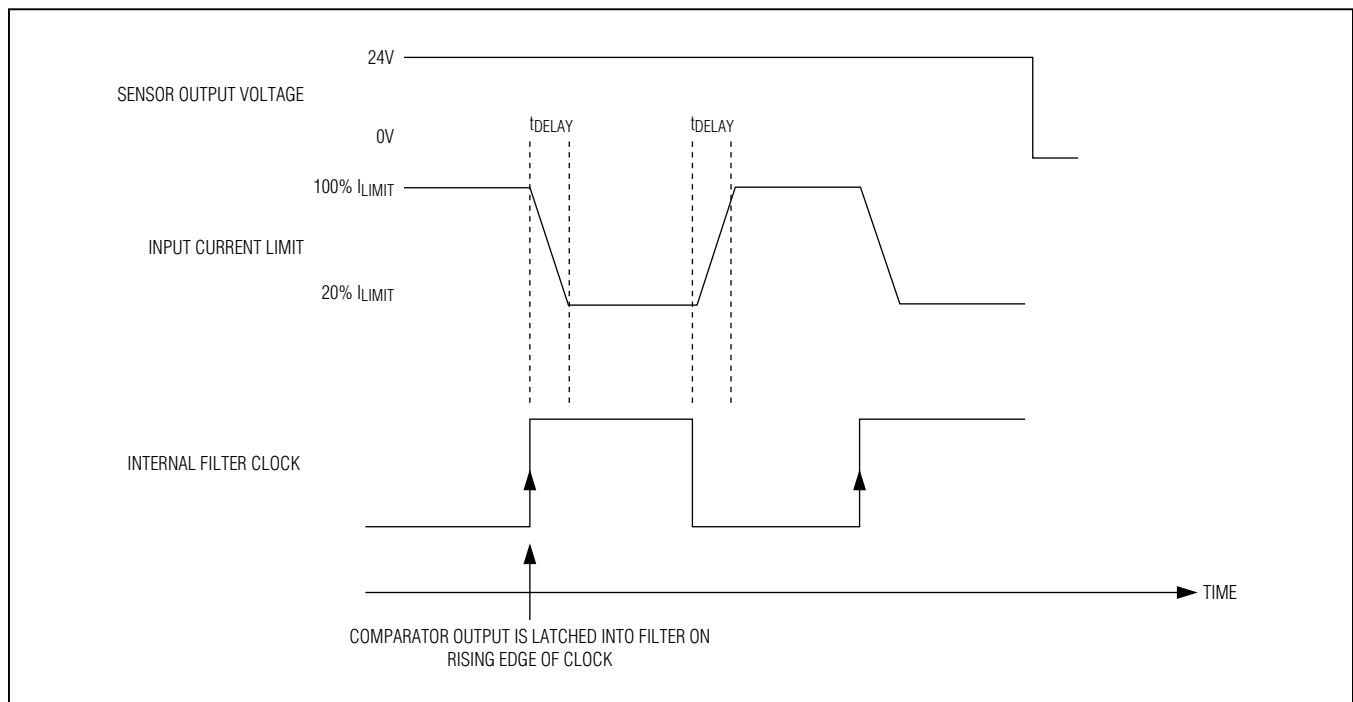 24V
SENSOR OUTPUT VOLTAGE
0V
tDELAY
tDELAY
100% ILIMIT
INPUT CURRENT LIMIT
20% ILIMIT
INTERNAL FILTER CLOCK
TIME
COMPARATOR OUTPUT IS LATCHED INTO FILTER ON
RISING EDGE OF CLOCK